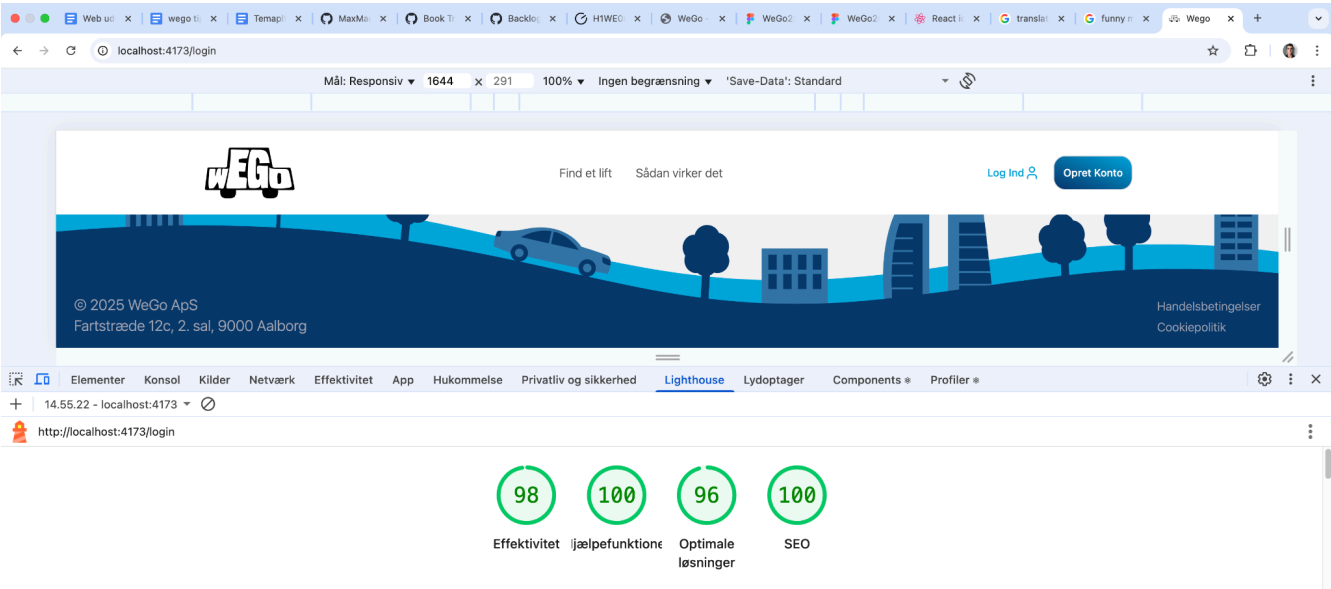 Web ud
wego ti
Temap
MaxMa
Book Tr
Backlog
H1WE0
WeGo -
WeGo2
WeGo2
React i
translat
funny m
Wego
localhost:4173/login
Mål: Responsiv 1644 x 291 100% Ingen begrænsning 'Save-Data': Standard
WEGO
Find et lift Sådan virker det
Log Ind Opret Konto
© 2025 WeGo ApS
Fartstræde 12c, 2. sal, 9000 Aalborg
Handelsbetingelser
Cookiepolitik
Elementer Konsol Kilder Netværk Effektivitet App Hukommelse Privatliv og sikkerhed Lighthouse Lydoptager Components Profiler
14.55.22 - localhost:4173
http://localhost:4173/login
98 100 96 100
Effektivitet jælpefunktione Optimale SEO
løsninger